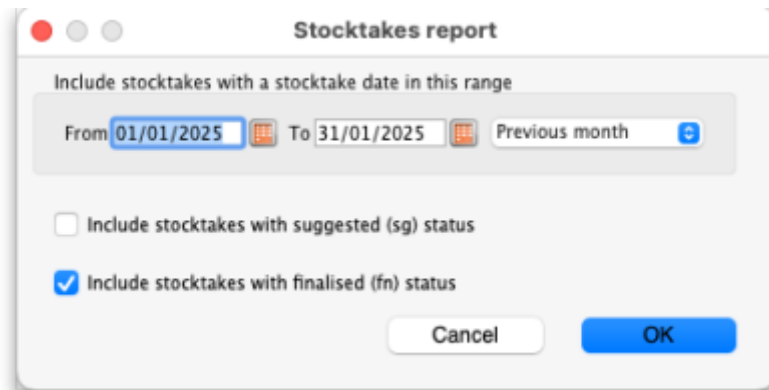 Stocktakes report
Include stocktakes with a stocktake date in this range
From 01/01/2025 To 31/01/2025 Previous month
Include stocktakes with suggested (sg) status
Include stocktakes with finalised (fn) status
Cancel OK